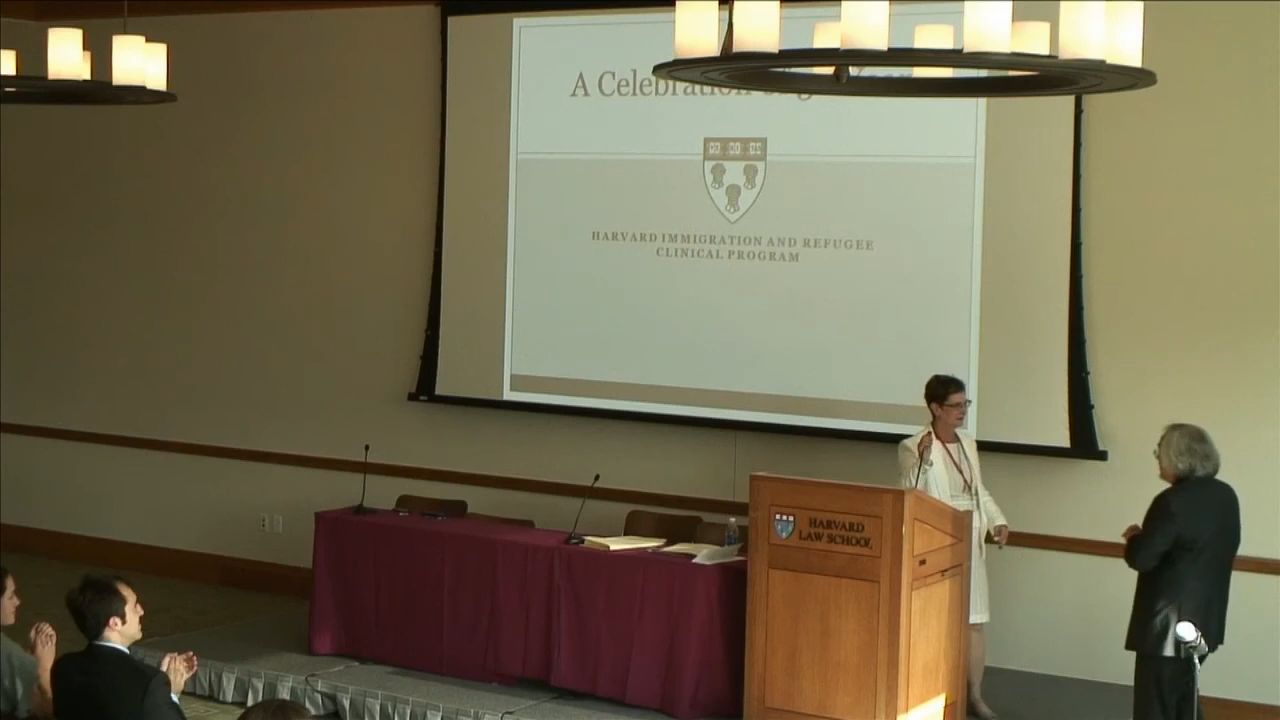 A Celebration
HARVARD IMMIGRATION AND REFUGEE
CLINICAL PROGRAM
HARVARD
LAW SCHOOL